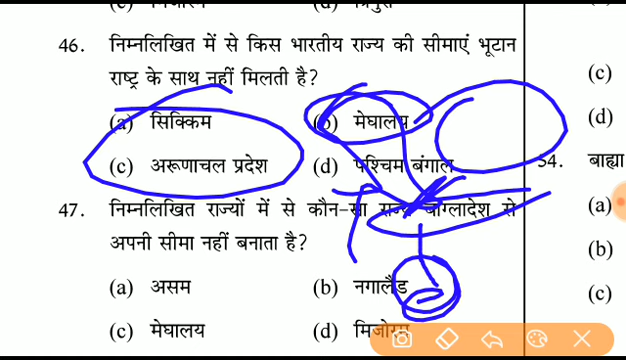 46. निम्नलिखित में से किस भारतीय राज्य की सीमाएं भूटान
राष्ट्र के साथ नहीं मिलती है?
(a) सिक्किम (b) मेघालय
(c) अरूणाचल प्रदेश (d) पश्चिम बंगाल
47. निम्नलिखित राज्यों में से कौन-सा राज्य बांग्लादेश से
अपनी सीमा नहीं बनाता है?
(a) असम (b) नगालैंड
(c) मेघालय (d) मिजोरम
(c)
(d)
54. बाह्या
(a)
(b)
(c)